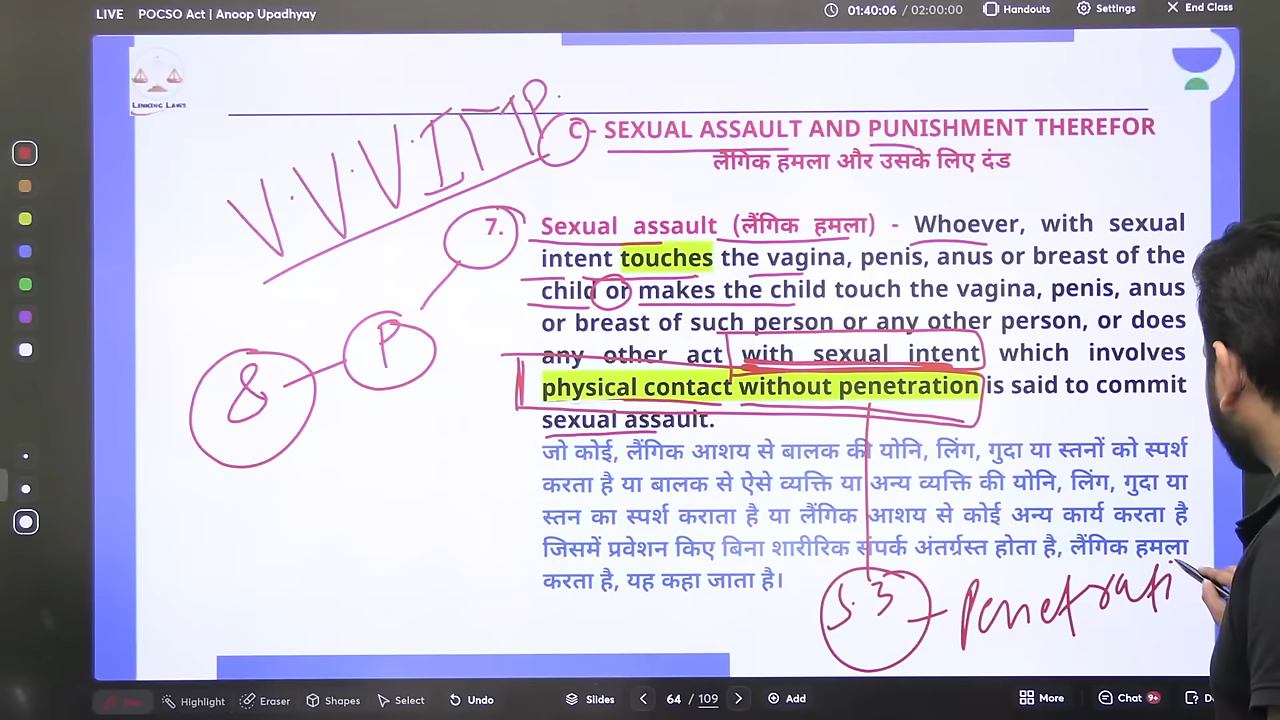 LIVE POCSO Act | Anoop Upadhyay
01:40:06 / 02:00:00 Handouts Settings End Class
LINKING LAWS
V.V.V.IMP.
C - SEXUAL ASSAULT AND PUNISHMENT THEREFOR
लैंगिक हमला और उसके लिए दंड
7. Sexual assault (लैंगिक हमला) - Whoever, with sexual
intent touches the vagina, penis, anus or breast of the
child or makes the child touch the vagina, penis, anus
or breast of such person or any other person, or does
any other act with sexual intent which involves
physical contact without penetration is said to commit
sexual assault.
P
8
जो कोई, लैंगिक आशय से बालक की योनि, लिंग, गुदा या स्तनों को स्पर्श
करता है या बालक से ऐसे व्यक्ति या अन्य व्यक्ति की योनि, लिंग, गुदा या
स्तन का स्पर्श कराता है या लैंगिक आशय से कोई अन्य कार्य करता है
जिसमें प्रवेशन किए बिना शारीरिक संपर्क अंतर्ग्रस्त होता है, लैंगिक हमला
करता है, यह कहा जाता है।
S.3 - Penetrati
Highlight Eraser Shapes Select Undo Slides 64 / 109 Add More Chat 9+